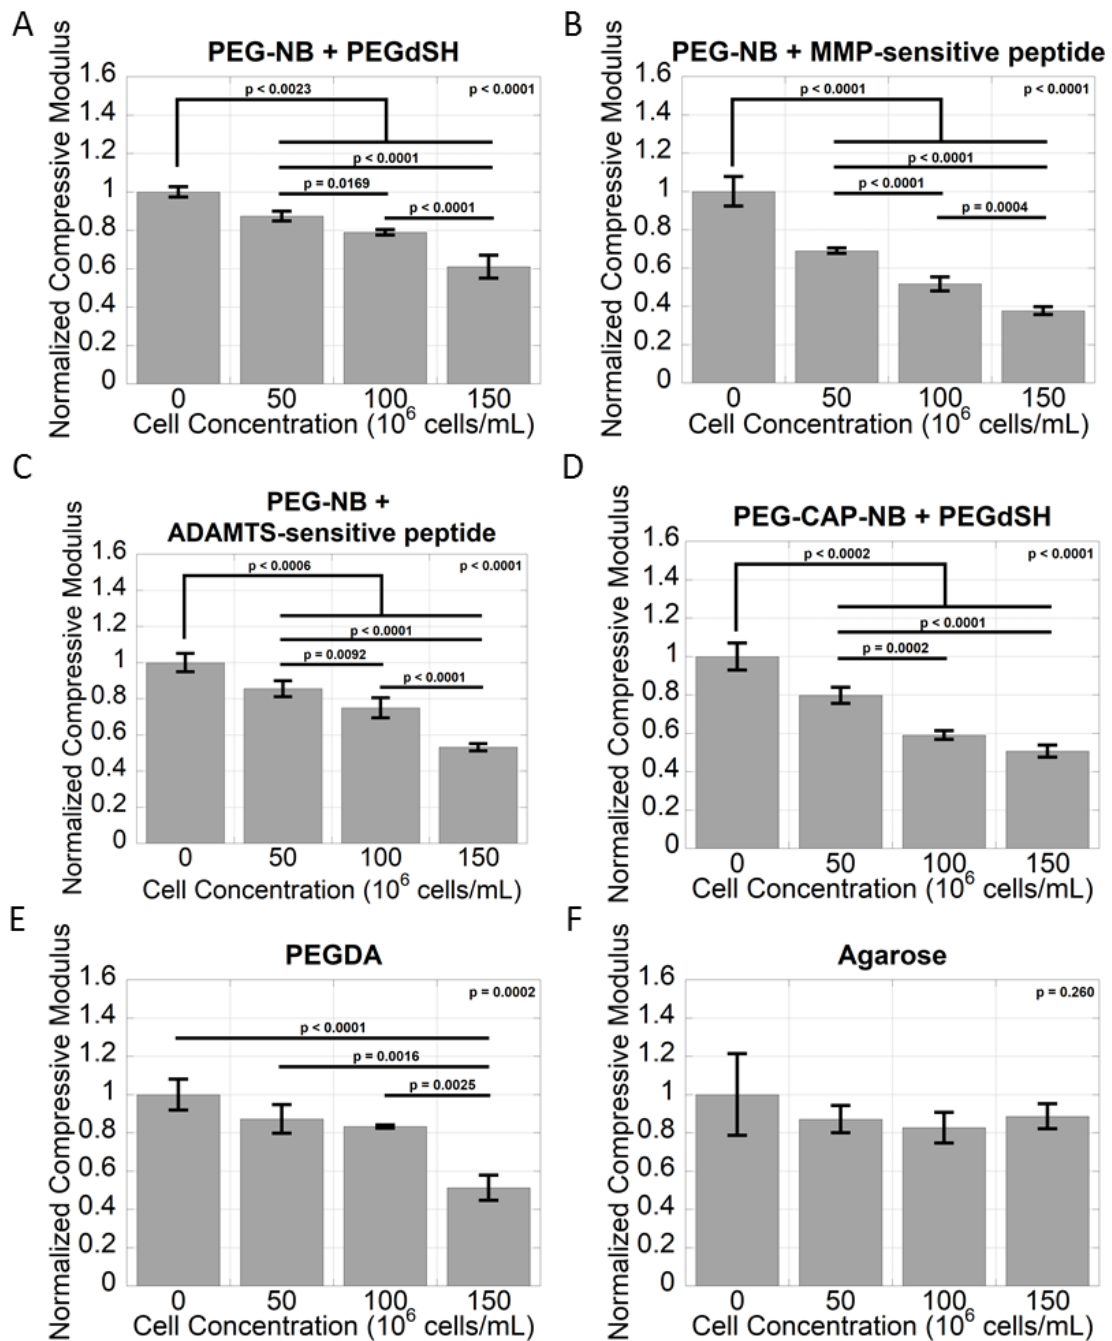 A
PEG-NB + PEGdSH
Normalized Compressive Modulus
1.6
1.4
1.2
1
0.8
0.6
0.4
0.2
0
p < 0.0023
p < 0.0001
p < 0.0001
p = 0.0169
p < 0.0001
0 50 100 150
Cell Concentration (10⁶ cells/mL)
B
PEG-NB + MMP-sensitive peptide
Normalized Compressive Modulus
1.6
1.4
1.2
1
0.8
0.6
0.4
0.2
0
p < 0.0001
p < 0.0001
p < 0.0001
p < 0.0001
p = 0.0004
0 50 100 150
Cell Concentration (10⁶ cells/mL)
C
PEG-NB +
ADAMTS-sensitive peptide
Normalized Compressive Modulus
1.6
1.4
1.2
1
0.8
0.6
0.4
0.2
0
p < 0.0006
p < 0.0001
p < 0.0001
p = 0.0092
p < 0.0001
0 50 100 150
Cell Concentration (10⁶ cells/mL)
D
PEG-CAP-NB + PEGdSH
Normalized Compressive Modulus
1.6
1.4
1.2
1
0.8
0.6
0.4
0.2
0
p < 0.0002
p < 0.0001
p < 0.0001
p = 0.0002
0 50 100 150
Cell Concentration (10⁶ cells/mL)
E
PEGDA
Normalized Compressive Modulus
1.6
1.4
1.2
1
0.8
0.6
0.4
0.2
0
p = 0.0002
p < 0.0001
p = 0.0016
p = 0.0025
0 50 100 150
Cell Concentration (10⁶ cells/mL)
F
Agarose
Normalized Compressive Modulus
1.6
1.4
1.2
1
0.8
0.6
0.4
0.2
0
p = 0.260
0 50 100 150
Cell Concentration (10⁶ cells/mL)